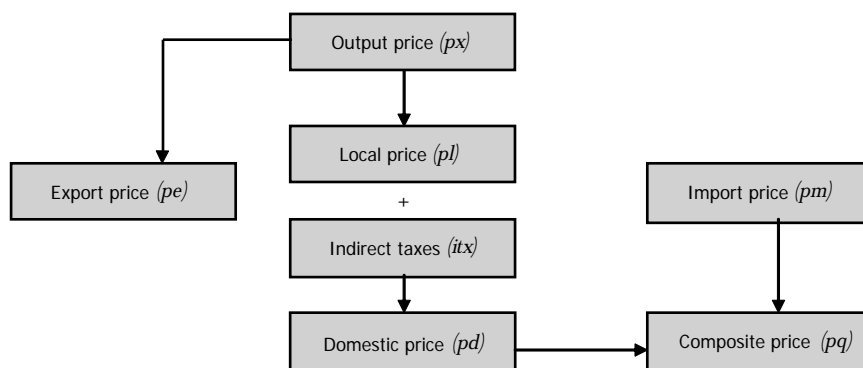 Output price (px)
Local price (pl)
Export price (pe)
Import price (pm)
+
Indirect taxes (itx)
Domestic price (pd)
Composite price (pq)